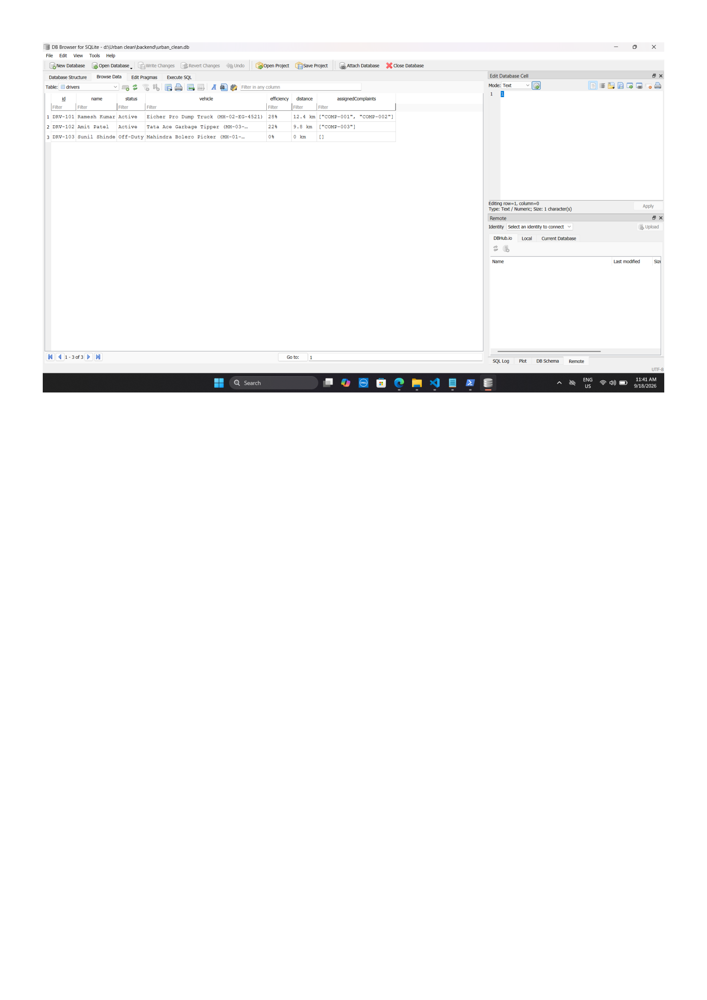 DB Browser for SQLite - d:\Urban clean\backend\urban_clean.db
File Edit View Tools Help
New Database Open Database Write Changes Revert Changes Undo Open Project Save Project Attach Database Close Database
Database Structure Browse Data Edit Pragmas Execute SQL
Table: drivers Filter in any column
id name status vehicle efficiency distance assignedComplaints
Filter Filter Filter Filter Filter Filter Filter
1 DRV-101 Ramesh Kumar Active Eicher Pro Dump Truck (MH-02-EG-4521) 28% 12.4 km ["COMP-001", "COMP-002"]
2 DRV-102 Amit Patel Active Tata Ace Garbage Tipper (MH-03-… 22% 9.8 km ["COMP-003"]
3 DRV-103 Sunil Shinde Off-Duty Mahindra Bolero Picker (MH-01-… 0% 0 km []
1 - 3 of 3 Go to: 1
Edit Database Cell
Mode: Text
1 1
Editing row=1, column=0
Type: Text / Numeric; Size: 1 character(s)
Apply
Remote
Identity Select an identity to connect Upload
DBHub.io Local Current Database
Name Last modified Size
SQL Log Plot DB Schema Remote
UTF-8
Search
DELL
ENG
US
11:41 AM
9/18/2026